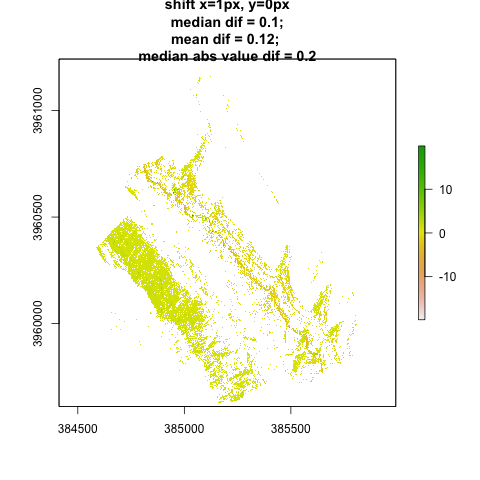 shift x=1px, y=0px
median dif = 0.1;
mean dif = 0.12;
median abs value dif = 0.2
3961000
3960500
3960000
10
0
-10
384500
385000
385500